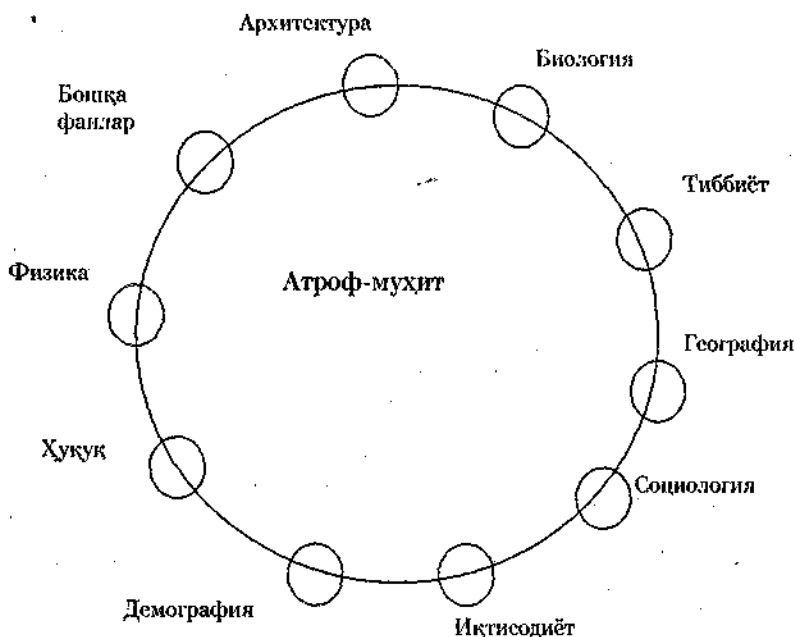 Архитектура
Биология
Бошқа
фанлар
Тиббиёт
Физика
Атроф-муҳит
География
Ҳуқуқ
Социология
Демография
Иқтисодиёт